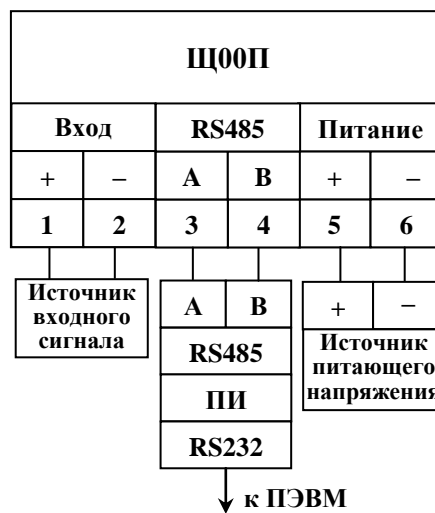 Щ00П
Вход RS485 Питание
+ − A B + −
1 2 3 4 5 6
Источник
входного
сигнала
A B
RS485
ПИ
RS232
+ −
Источник
питающего
напряжения
к ПЭВМ